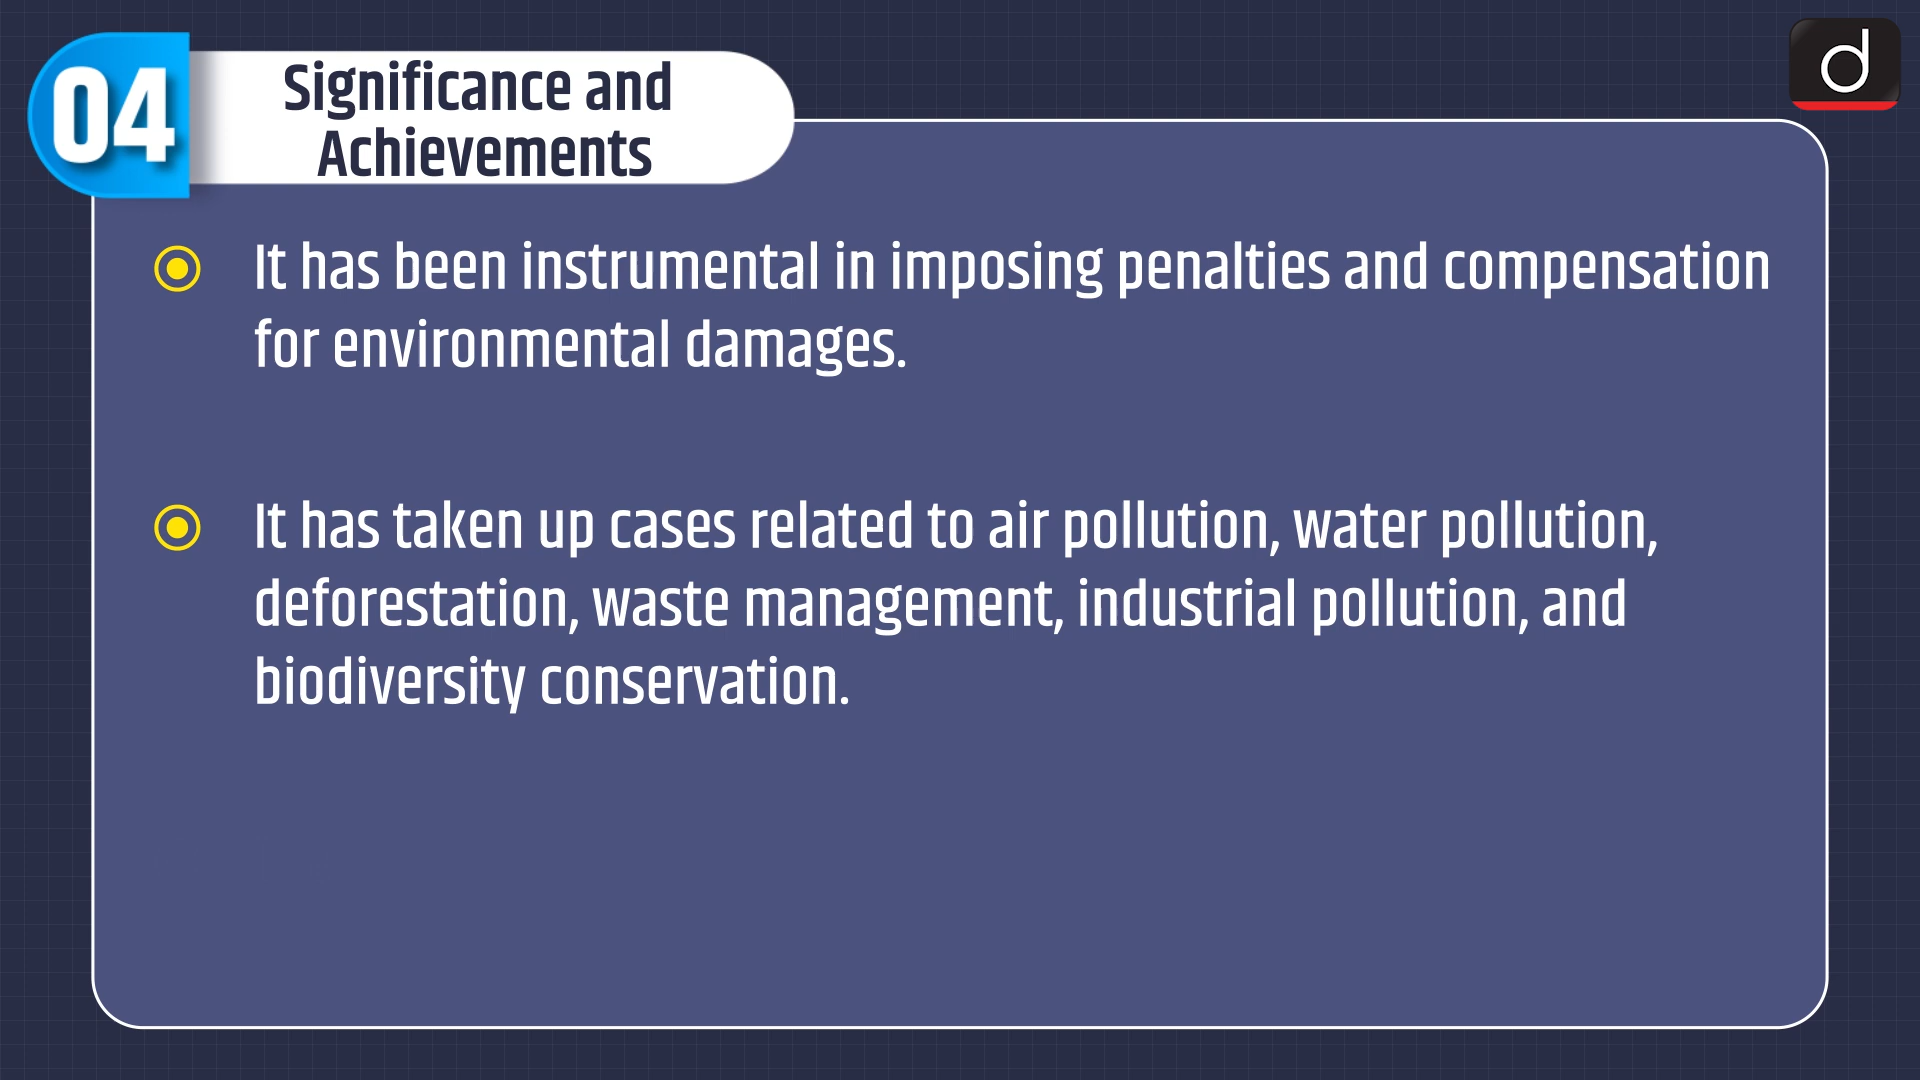 04
Significance and
Achievements
d
It has been instrumental in imposing penalties and compensation
for environmental damages.
It has taken up cases related to air pollution, water pollution,
deforestation, waste management, industrial pollution, and
biodiversity conservation.